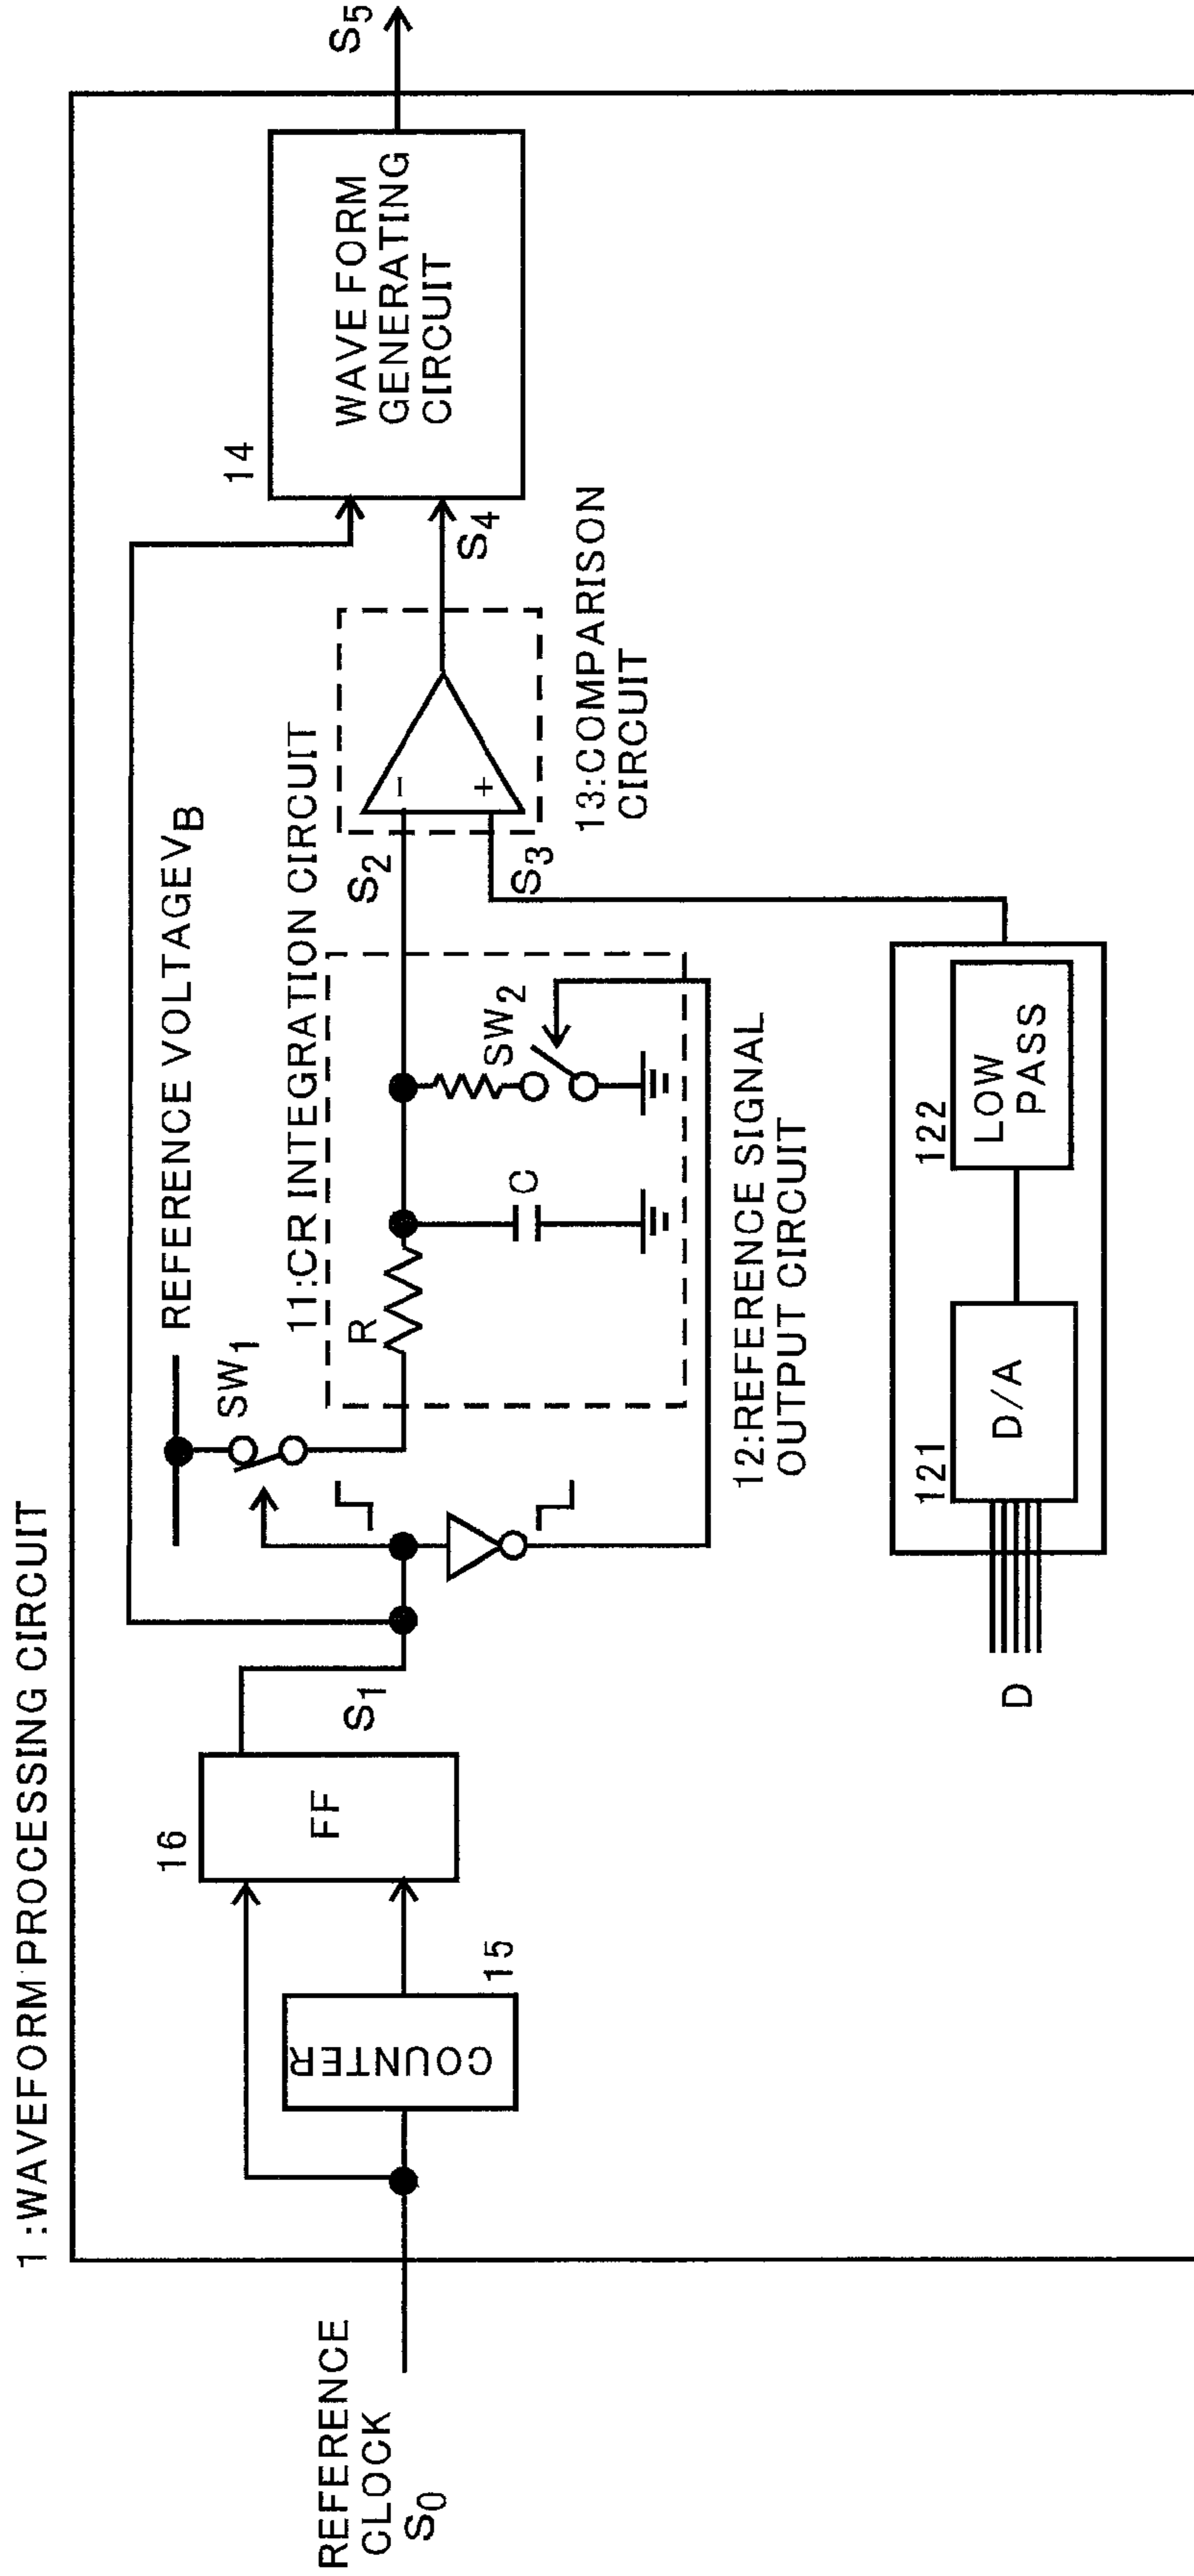 1:WAVEFORM PROCESSING CIRCUIT
REFERENCE
CLOCK
S0
COUNTER
15
16
FF
S1
SW1
REFERENCE VOLTAGEVB
11:CR INTEGRATION CIRCUIT
R
C
SW2
S2
S3
−
+
13:COMPARISON
CIRCUIT
S4
14
WAVE FORM
GENERATING
CIRCUIT
S5
12:REFERENCE SIGNAL
OUTPUT CIRCUIT
D
121
D/A
122
LOW
PASS